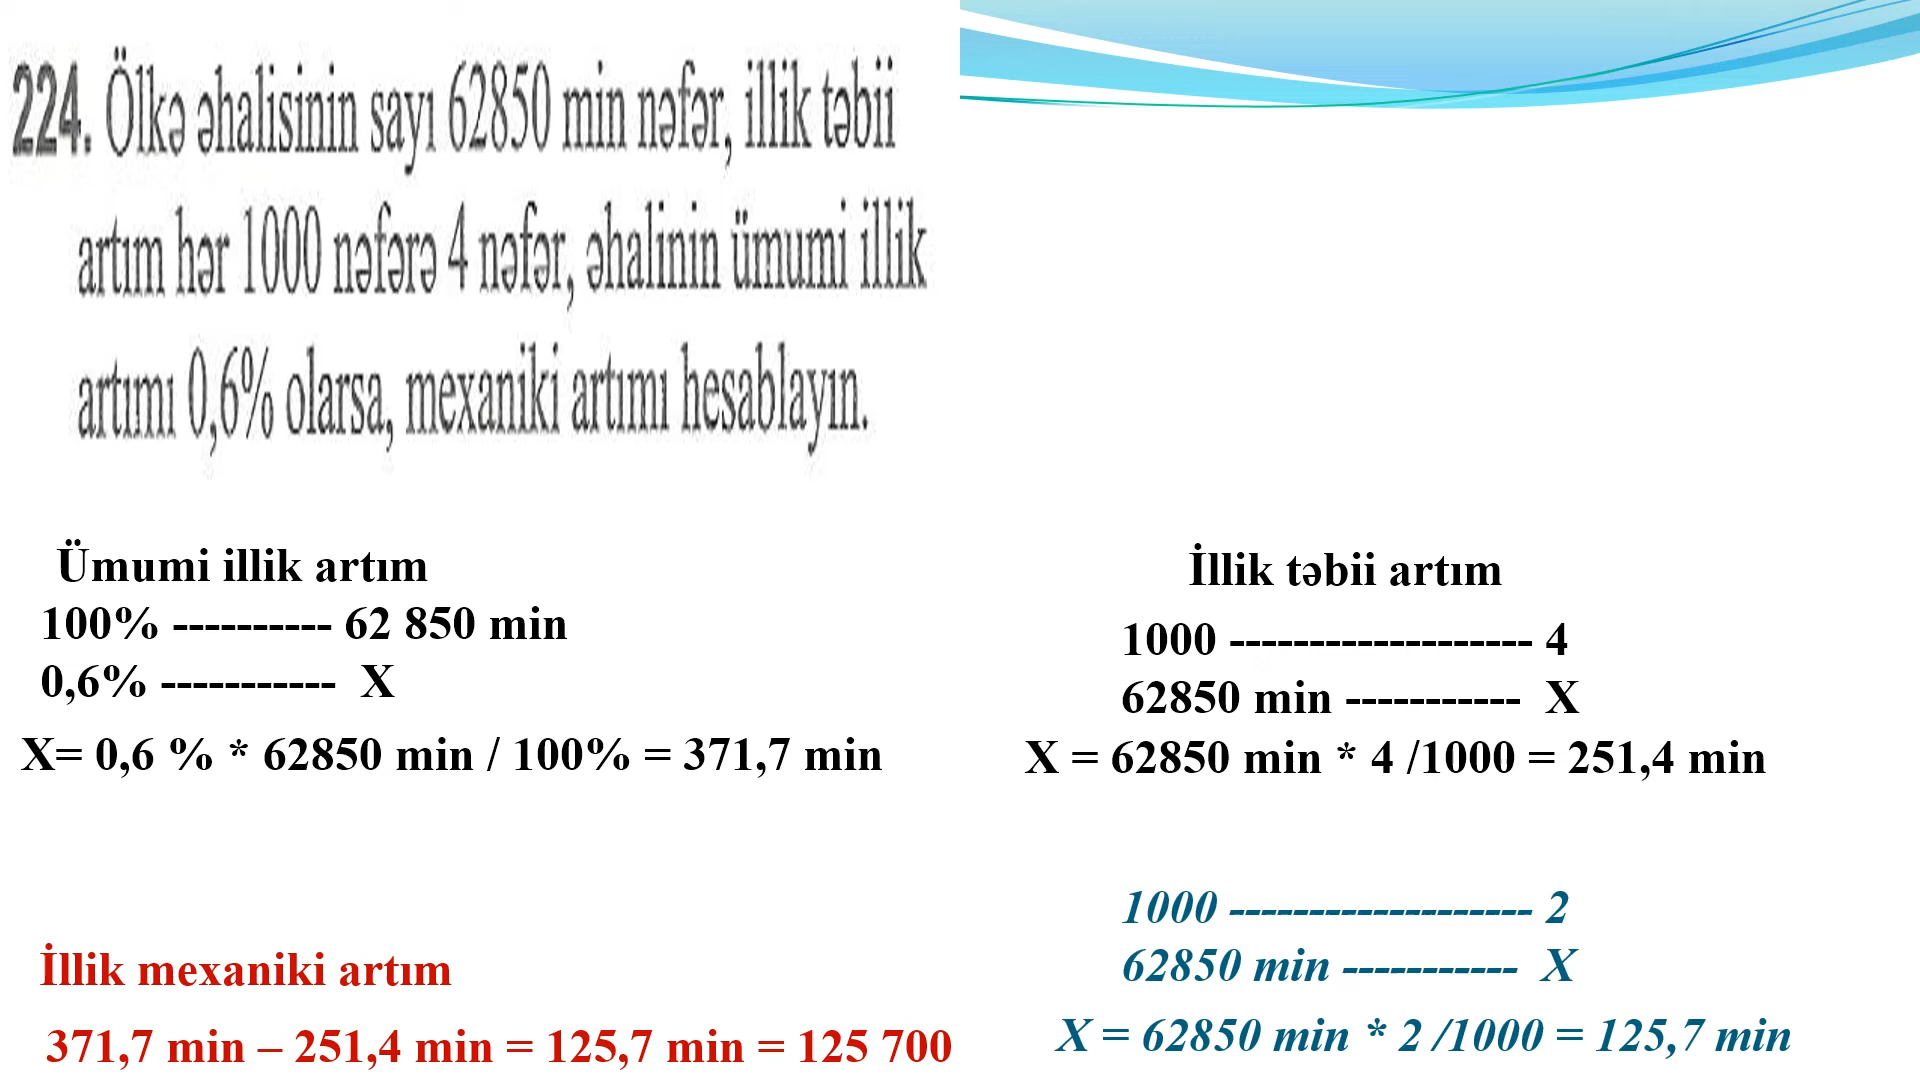 224. Ölkə əhalisinin sayı 62850 min nəfər, illik təbii
artım hər 1000 nəfərə 4 nəfər, əhalinin ümumi illik
artımı 0,6% olarsa, mexaniki artımı hesablayın.
Ümumi illik artım
100% ---------- 62 850 min
0,6% ----------- X
X= 0,6 % * 62850 min / 100% = 371,7 min
İllik təbii artım
1000 ------------------- 4
62850 min ----------- X
X = 62850 min * 4 /1000 = 251,4 min
İllik mexaniki artım
371,7 min – 251,4 min = 125,7 min = 125 700
1000 ------------------- 2
62850 min ----------- X
X = 62850 min * 2 /1000 = 125,7 min